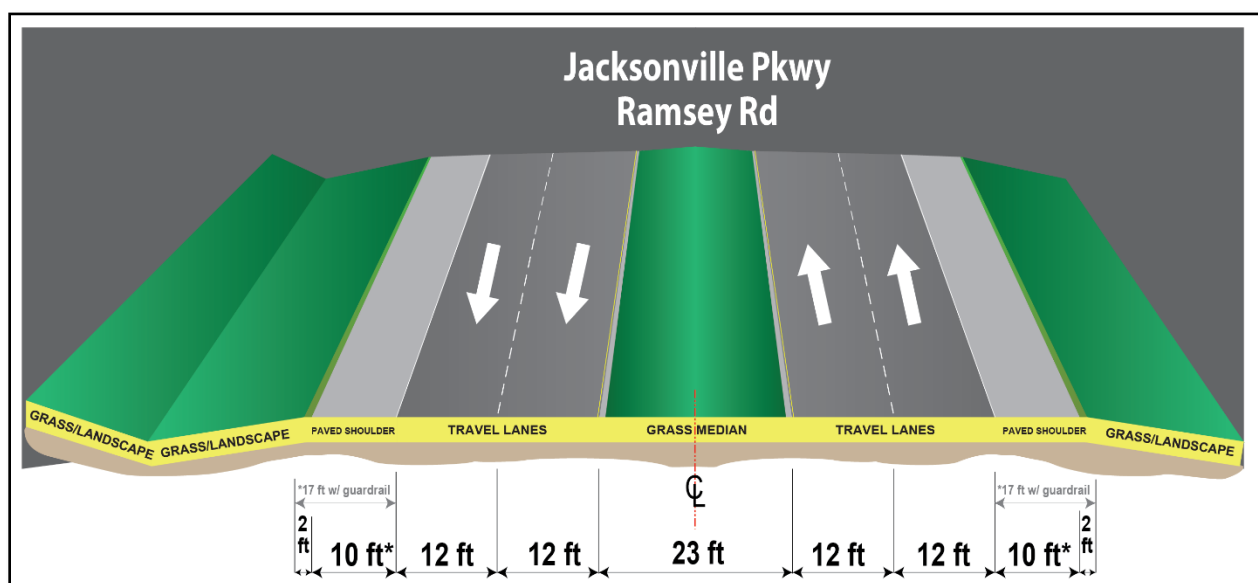 Jacksonville Pkwy
Ramsey Rd
GRASS/LANDSCAPE
GRASS/LANDSCAPE
PAVED SHOULDER
TRAVEL LANES
GRASS MEDIAN
TRAVEL LANES
PAVED SHOULDER
GRASS/LANDSCAPE
*17 ft w/ guardrail
℄
*17 ft w/ guardrail
2
ft
10 ft*
12 ft
12 ft
23 ft
12 ft
12 ft
10 ft*
2
ft